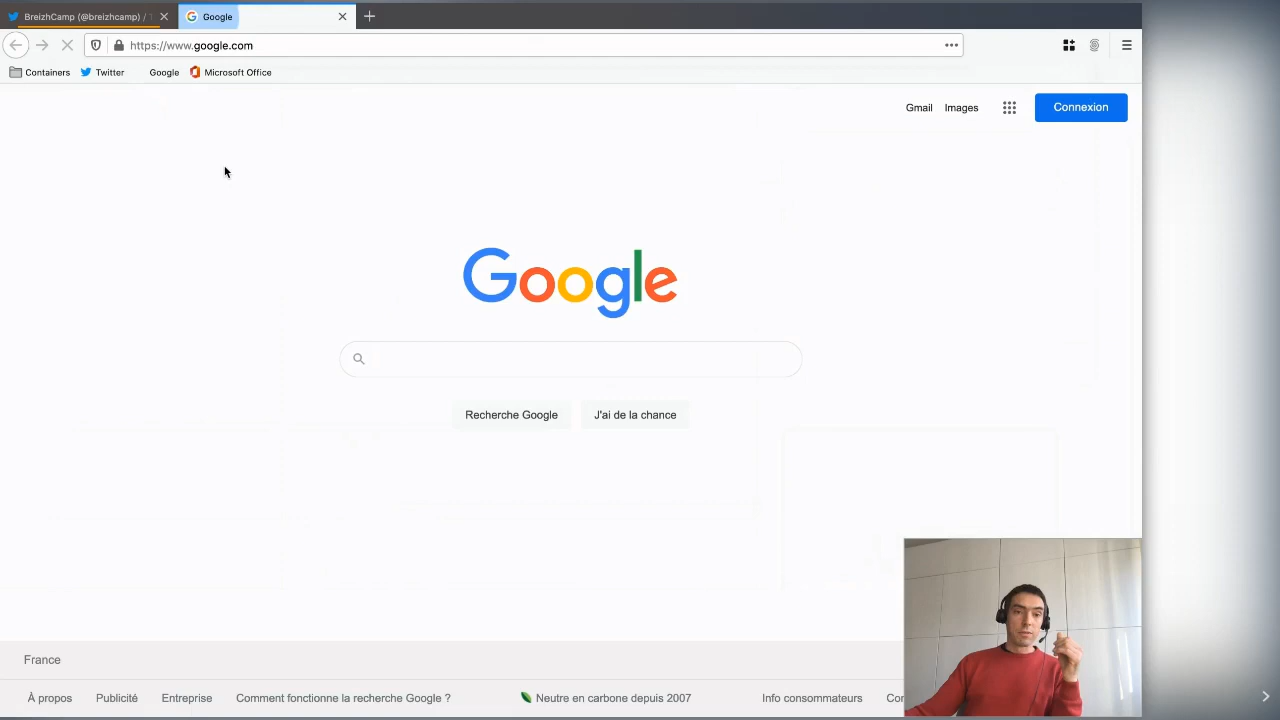 BreizhCamp (@breizhcamp) / T
Google
https://www.google.com
Containers
Twitter
Google
Microsoft Office
Gmail
Images
Connexion
Google
Recherche Google
J'ai de la chance
France
À propos
Publicité
Entreprise
Comment fonctionne la recherche Google ?
Neutre en carbone depuis 2007
Info consommateurs